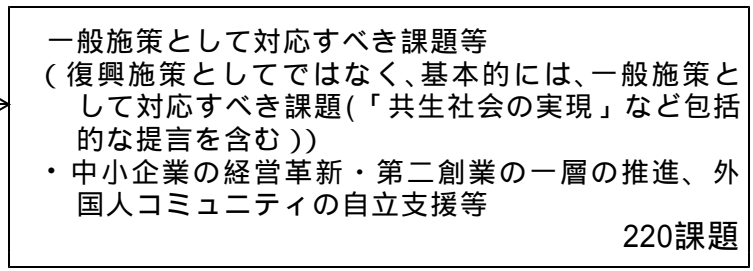 一般施策として対応すべき課題等
(復興施策としてではなく、基本的には、一般施策と
して対応すべき課題(「共生社会の実現」など包括
的な提言を含む))
・中小企業の経営革新・第二創業の一層の推進、外
国人コミュニティの自立支援等
220課題